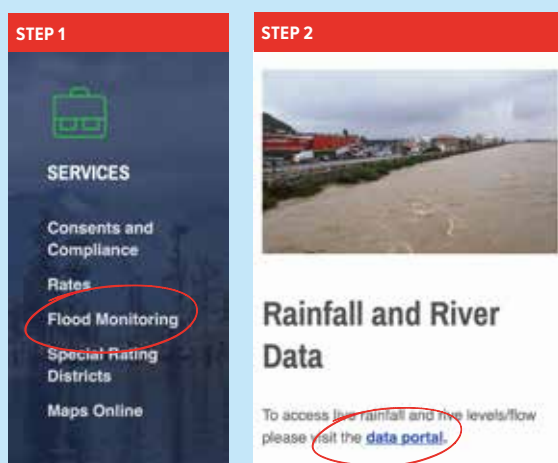 STEP 1
SERVICES
Consents and
Compliance
Rates
Flood Monitoring
Special Rating
Districts
Maps Online
STEP 2
Rainfall and River
Data
To access live rainfall and rive levels/flow
please visit the data portal.